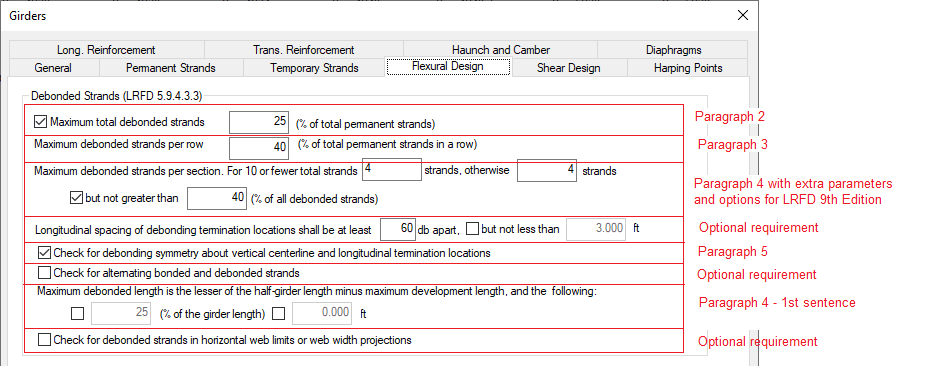 Girders
Long. Reinforcement Trans. Reinforcement Haunch and Camber Diaphragms
General Permanent Strands Temporary Strands Flexural Design Shear Design Harping Points
Debonded Strands (LRFD 5.9.4.3.3)
Maximum total debonded strands 25 (% of total permanent strands) Paragraph 2
Maximum debonded strands per row 40 (% of total permanent strands in a row) Paragraph 3
Maximum debonded strands per section. For 10 or fewer total strands 4 strands, otherwise 4 strands
Paragraph 4 with extra parameters
but not greater than 40 (% of all debonded strands) and options for LRFD 9th Edition
Longitudinal spacing of debonding termination locations shall be at least 60 db apart, but not less than 3.000 ft Optional requirement
Check for debonding symmetry about vertical centerline and longitudinal termination locations Paragraph 5
Check for alternating bonded and debonded strands Optional requirement
Maximum debonded length is the lesser of the half-girder length minus maximum development length, and the following:
Paragraph 4 - 1st sentence
25 (% of the girder length) 0.000 ft
Check for debonded strands in horizontal web limits or web width projections Optional requirement